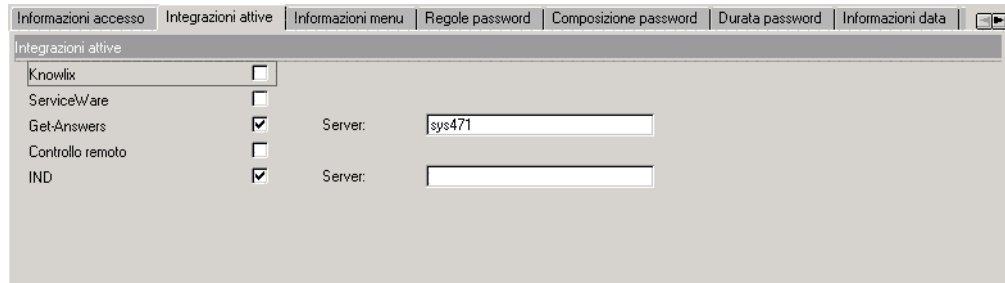 Informazioni accesso Integrazioni attive Informazioni menu Regole password Composizione password Durata password Informazioni data
Integrazioni attive
Knowlix
ServiceWare
Get-Answers Server: sys471
Controllo remoto
IND Server: